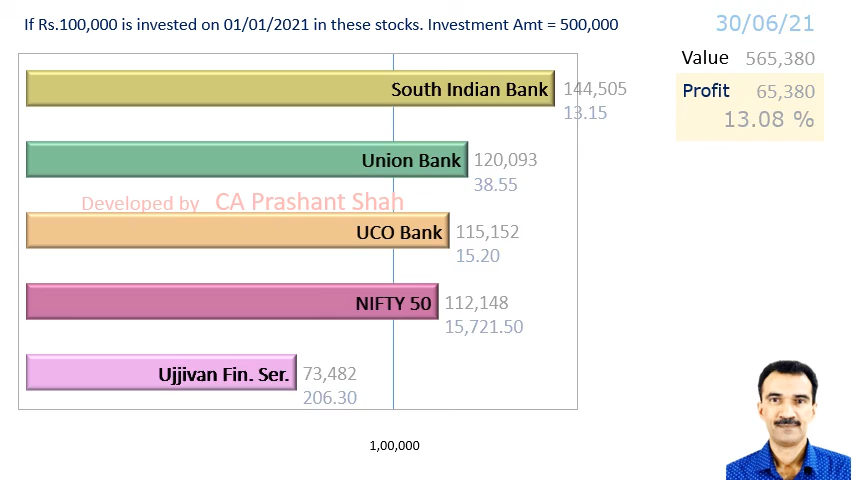 If Rs.100,000 is invested on 01/01/2021 in these stocks. Investment Amt = 500,000
30/06/21
Value 565,380
Profit 65,380
13.08 %
South Indian Bank 144,505
13.15
Union Bank 120,093
38.55
Developed by CA Prashant Shah
UCO Bank 115,152
15.20
NIFTY 50 112,148
15,721.50
Ujjivan Fin. Ser. 73,482
206.30
1,00,000